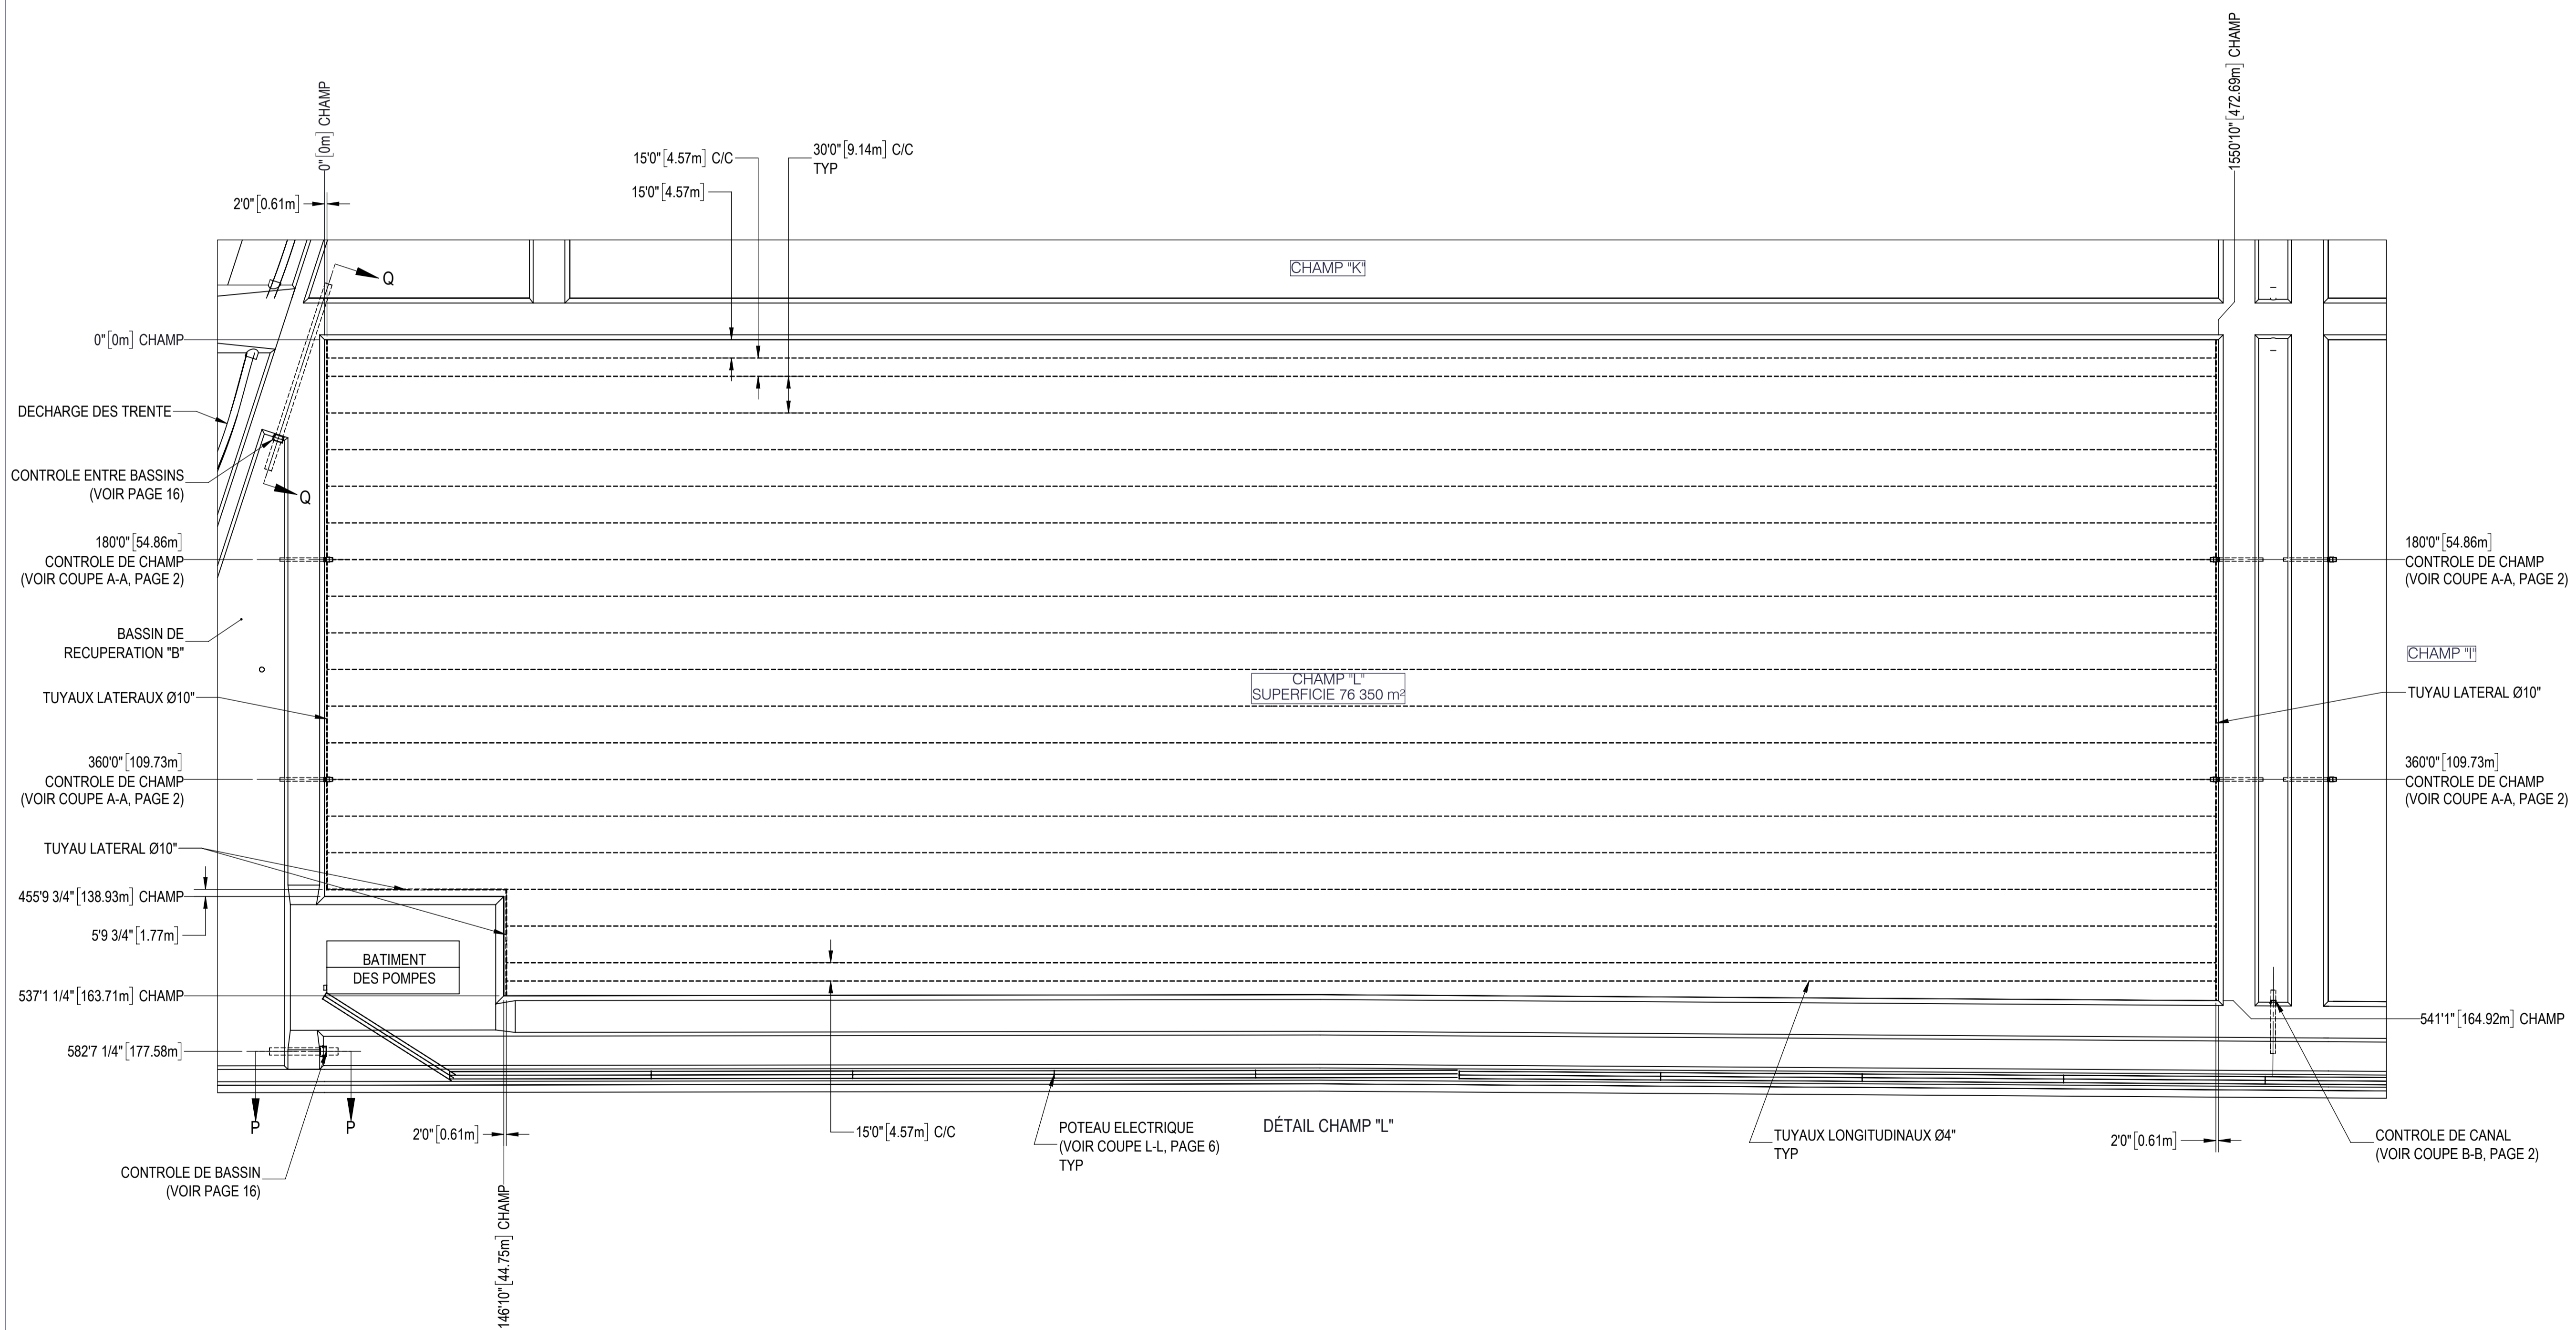 0" [0m] CHAMP
1550'10" [472.69m] CHAMP
15'0" [4.57m] C/C
30'0" [9.14m] C/C
TYP
15'0" [4.57m]
2'0" [0.61m]
Q
CHAMP "K"
0" [0m] CHAMP
DECHARGE DES TRENTE
CONTROLE ENTRE BASSINS
(VOIR PAGE 16)
Q
180'0" [54.86m]
CONTROLE DE CHAMP
(VOIR COUPE A-A, PAGE 2)
180'0" [54.86m]
CONTROLE DE CHAMP
(VOIR COUPE A-A, PAGE 2)
BASSIN DE
RECUPERATION "B"
CHAMP "I"
CHAMP "L"
SUPERFICIE 76 350 m²
TUYAUX LATERAUX Ø10"
TUYAU LATERAL Ø10"
360'0" [109.73m]
CONTROLE DE CHAMP
(VOIR COUPE A-A, PAGE 2)
360'0" [109.73m]
CONTROLE DE CHAMP
(VOIR COUPE A-A, PAGE 2)
TUYAU LATERAL Ø10"
455'9 3/4" [138.93m] CHAMP
5'9 3/4" [1.77m]
BATIMENT
DES POMPES
537'1 1/4" [163.71m] CHAMP
541'1" [164.92m] CHAMP
582'7 1/4" [177.58m]
P
P
2'0" [0.61m]
15'0" [4.57m] C/C
POTEAU ELECTRIQUE
(VOIR COUPE L-L, PAGE 6)
TYP
DÉTAIL CHAMP "L"
TUYAUX LONGITUDINAUX Ø4"
TYP
2'0" [0.61m]
CONTROLE DE CANAL
(VOIR COUPE B-B, PAGE 2)
CONTROLE DE BASSIN
(VOIR PAGE 16)
146'10" [44.75m] CHAMP